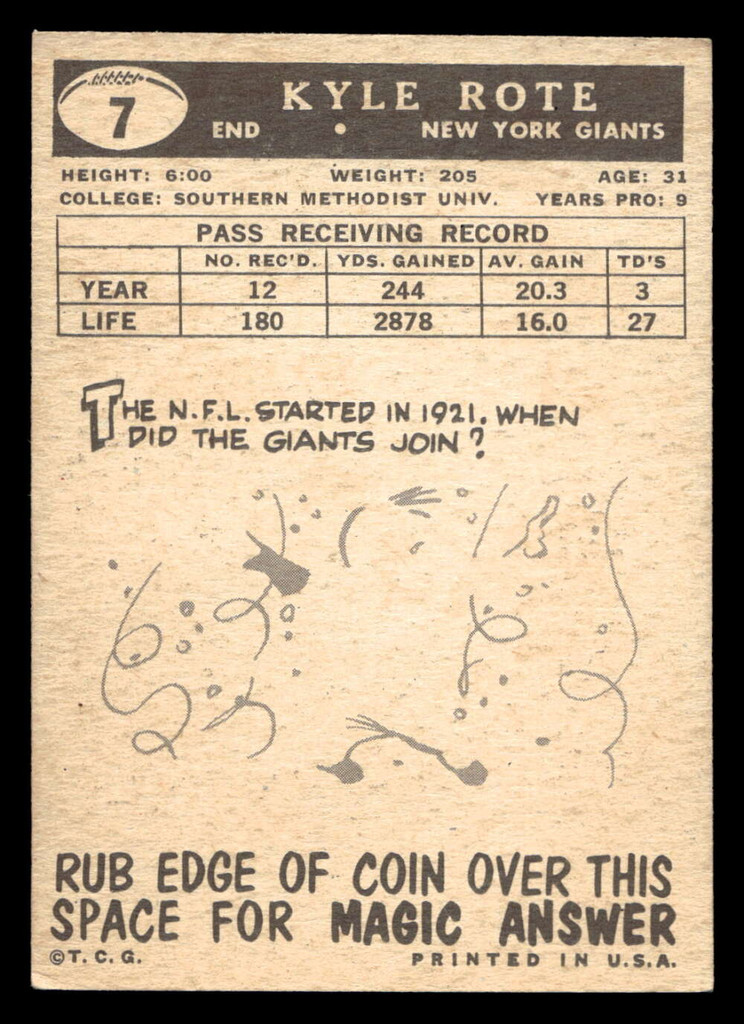 7
KYLE ROTE
END • NEW YORK GIANTS
HEIGHT: 6:00 WEIGHT: 205 AGE: 31
COLLEGE: SOUTHERN METHODIST UNIV. YEARS PRO: 9
PASS RECEIVING RECORD
NO. REC'D. YDS. GAINED AV. GAIN TD'S
YEAR 12 244 20.3 3
LIFE 180 2878 16.0 27
THE N.F.L. STARTED IN 1921. WHEN
DID THE GIANTS JOIN?
RUB EDGE OF COIN OVER THIS
SPACE FOR MAGIC ANSWER
©T.C.G. PRINTED IN U.S.A.